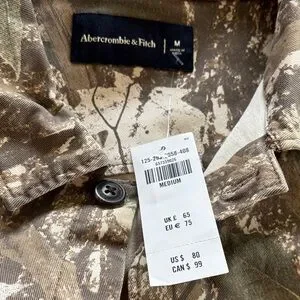 Abercrombie & Fitch
M
MEDIUM
UK £ 65
EU € 75
US $ 80
CAN $ 99